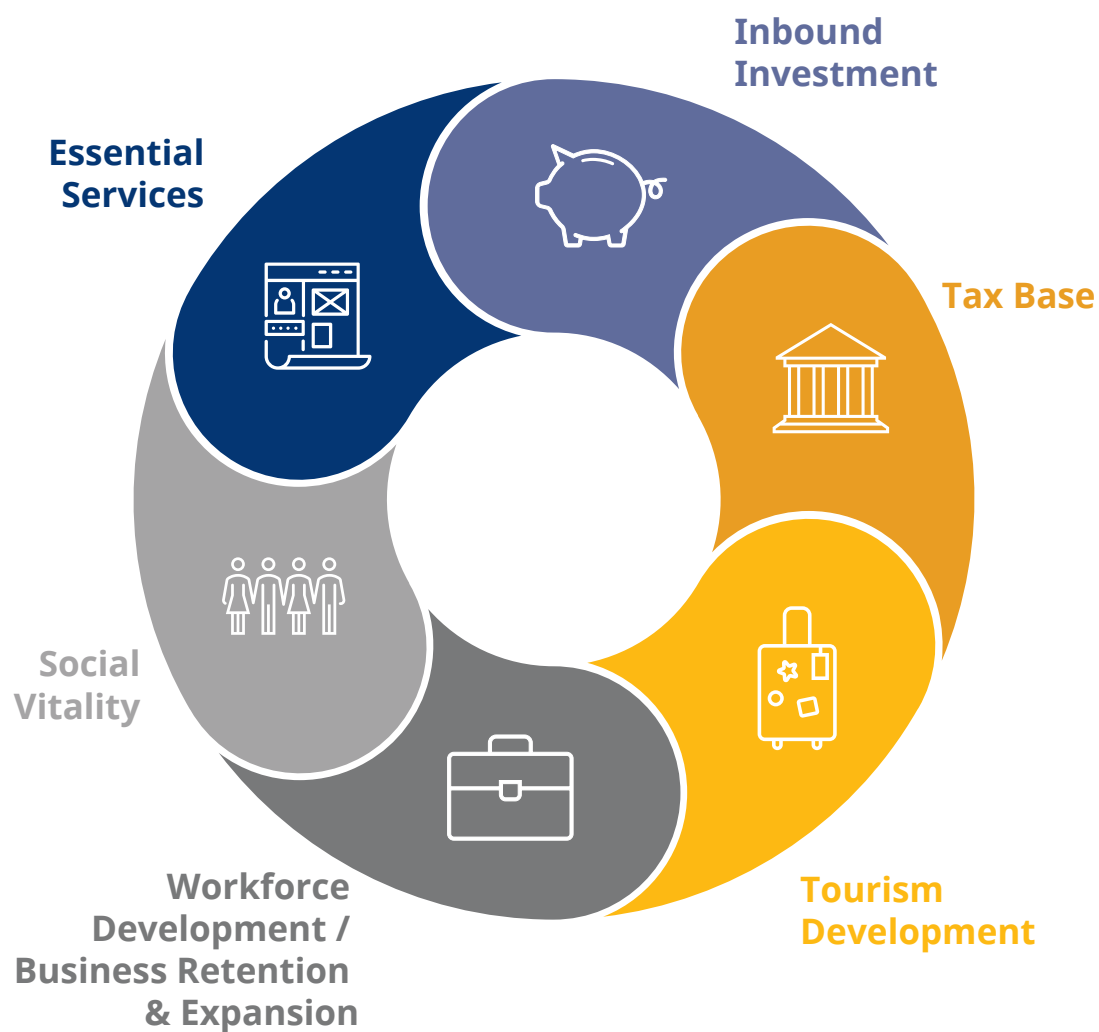 Inbound
Investment
Essential
Services
Tax Base
Social
Vitality
Workforce
Development /
Business Retention
& Expansion
Tourism
Development